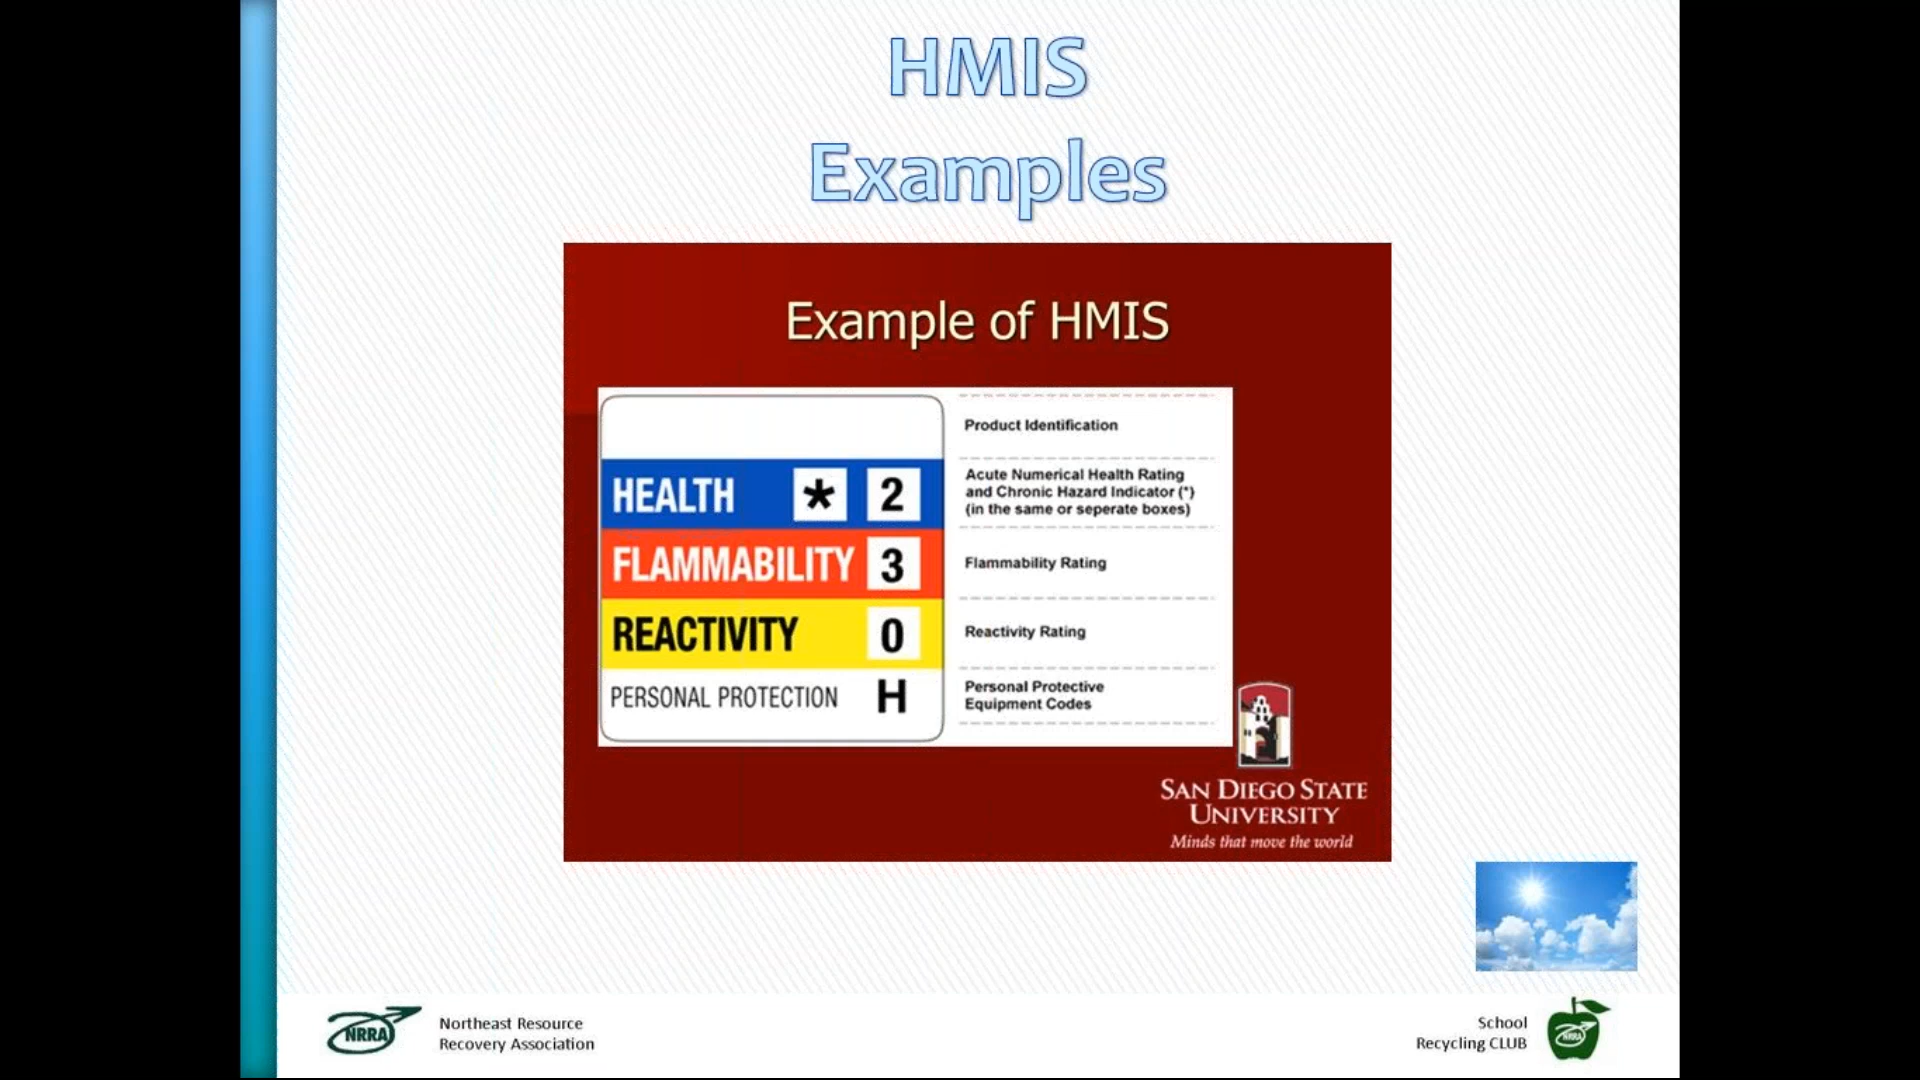 HMIS
Examples
Example of HMIS
Product Identification
HEALTH * 2
Acute Numerical Health Rating
and Chronic Hazard Indicator (*)
(in the same or seperate boxes)
FLAMMABILITY 3
Flammability Rating
REACTIVITY 0
Reactivity Rating
PERSONAL PROTECTION H
Personal Protective
Equipment Codes
SAN DIEGO STATE
UNIVERSITY
Minds that move the world
NRRA
Northeast Resource
Recovery Association
School
Recycling CLUB
NRRA